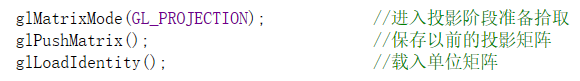 glMatrixMode(GL_PROJECTION);　　//进入投影阶段准备拾取
glPushMatrix();　　//保存以前的投影矩阵
glLoadIdentity();　　//载入单位矩阵